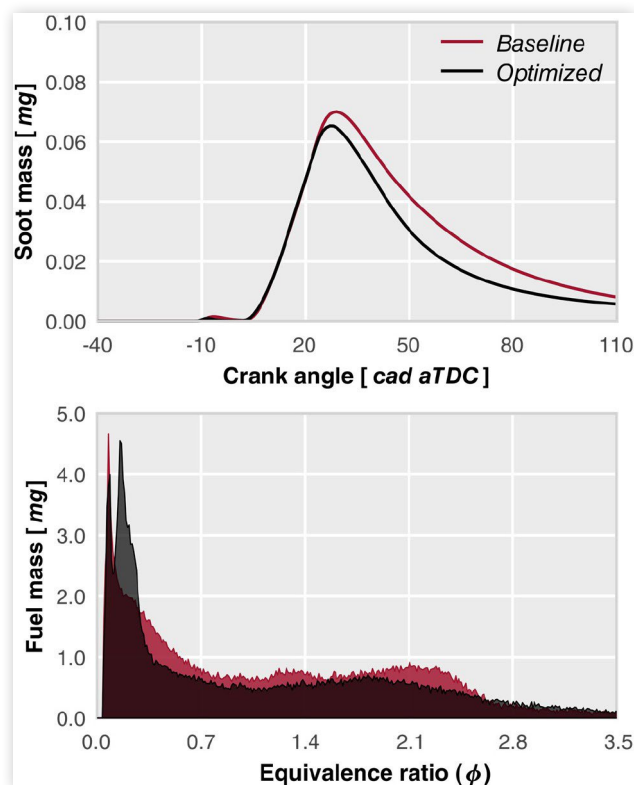 0.10
0.08
0.06
0.04
0.02
0.00
Soot mass [ mg ]
Baseline
Optimized
-40 -10 20 50 80 110
Crank angle [ cad aTDC ]
5.0
4.0
3.0
2.0
1.0
0.0
Fuel mass [ mg ]
0.0 0.7 1.4 2.1 2.8 3.5
Equivalence ratio (ϕ)